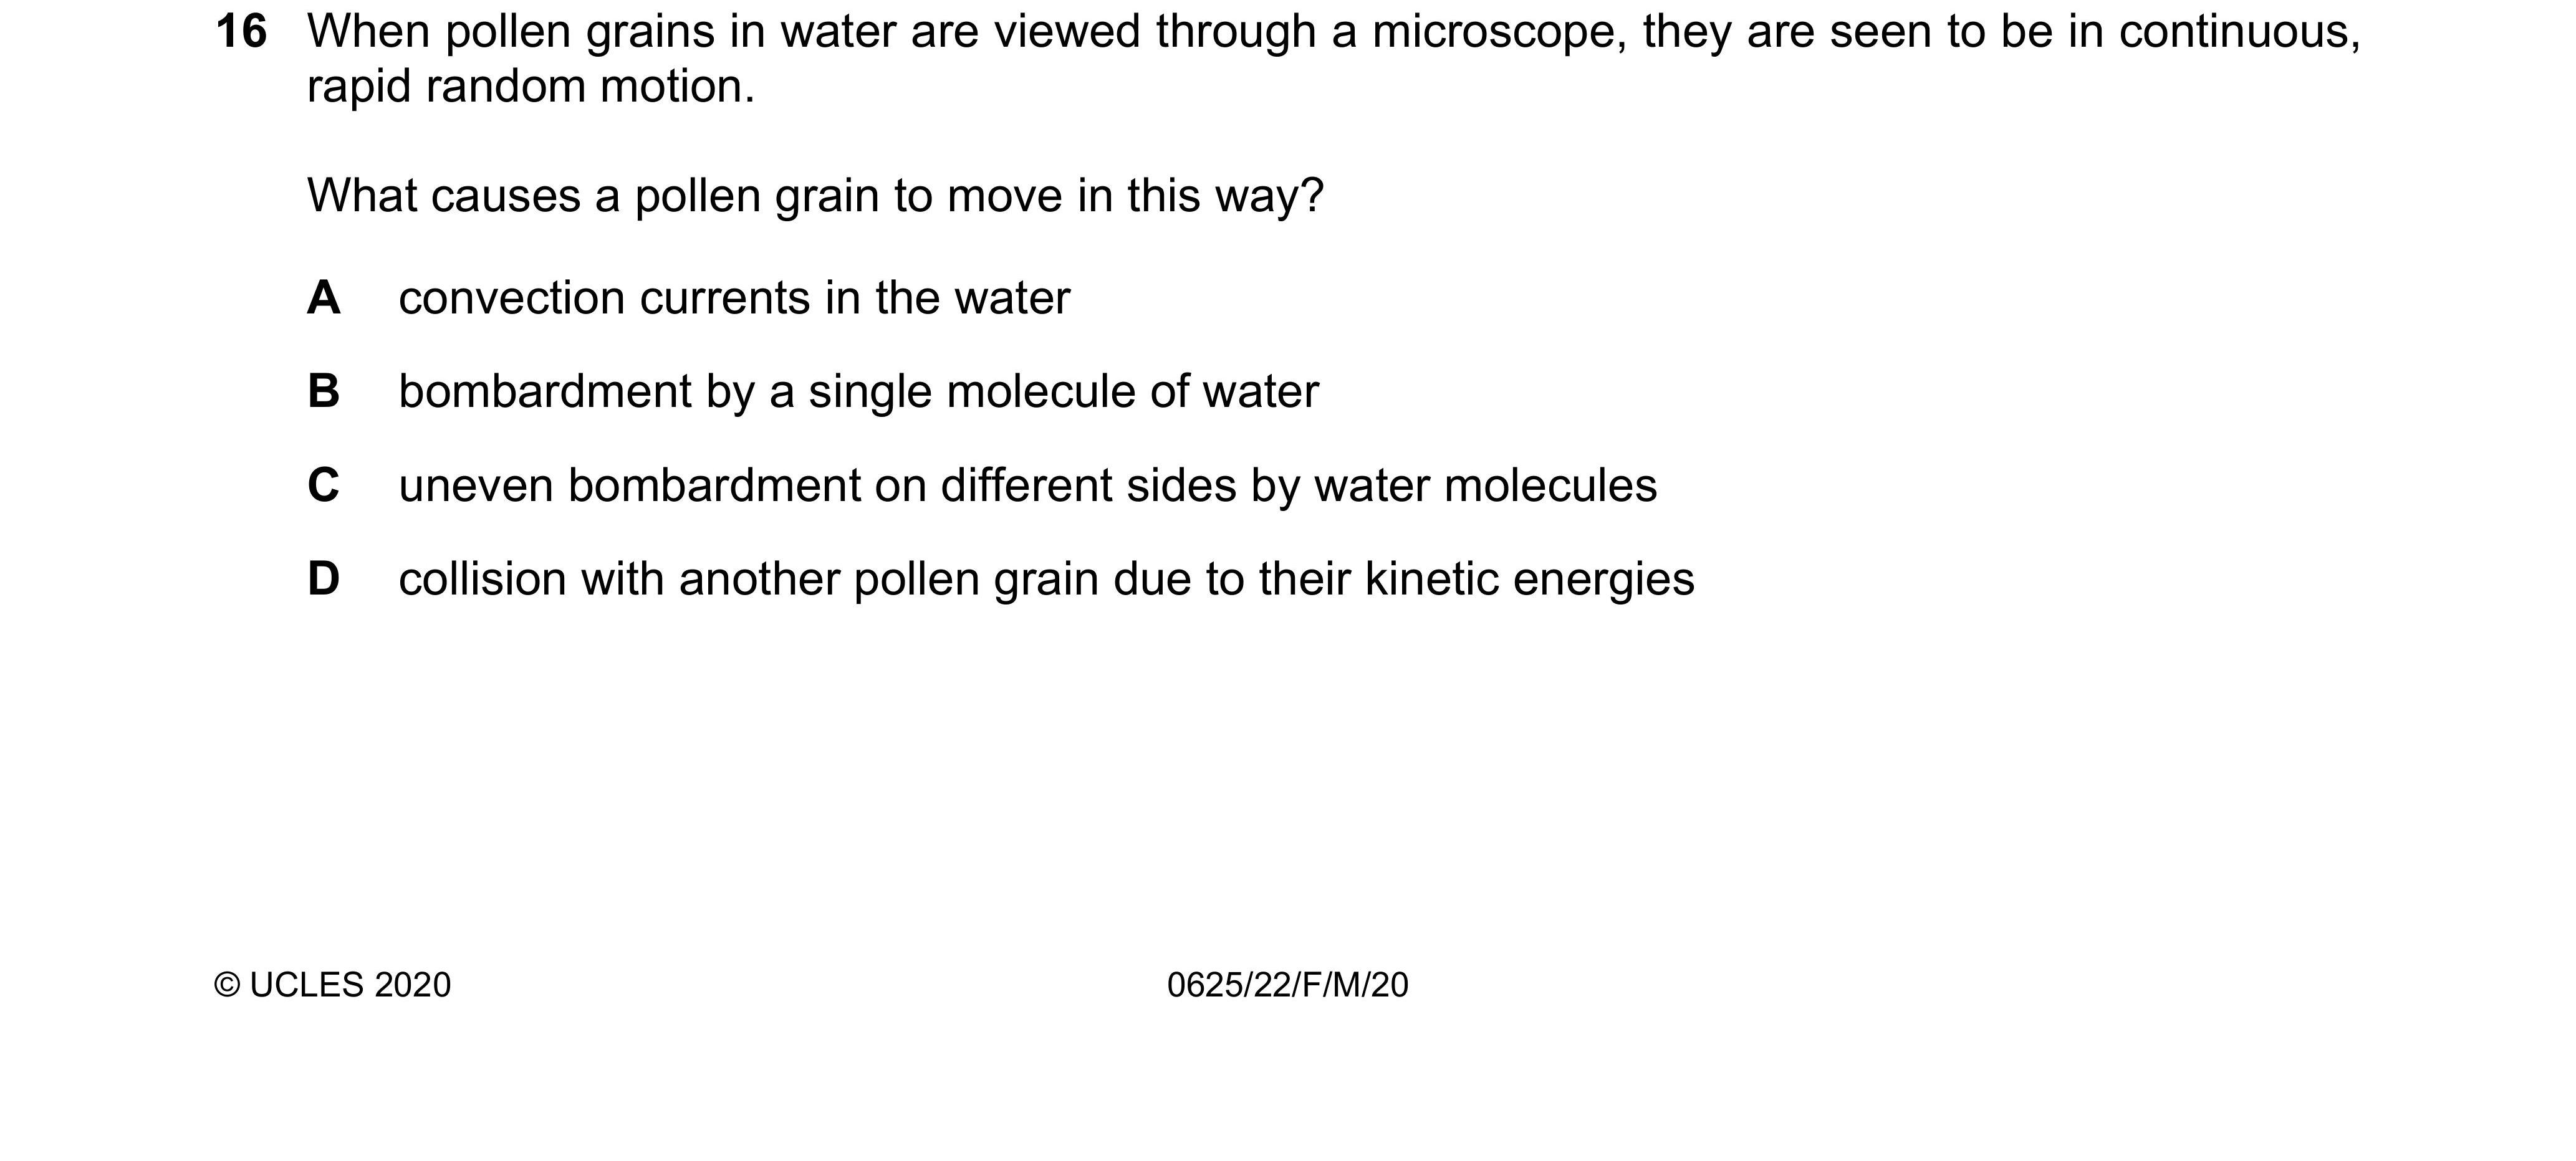 16 When pollen grains in water are viewed through a microscope, they are seen to be in continuous,
rapid random motion.
What causes a pollen grain to move in this way?
A convection currents in the water
B bombardment by a single molecule of water
C uneven bombardment on different sides by water molecules
D collision with another pollen grain due to their kinetic energies
© UCLES 2020 0625/22/F/M/20